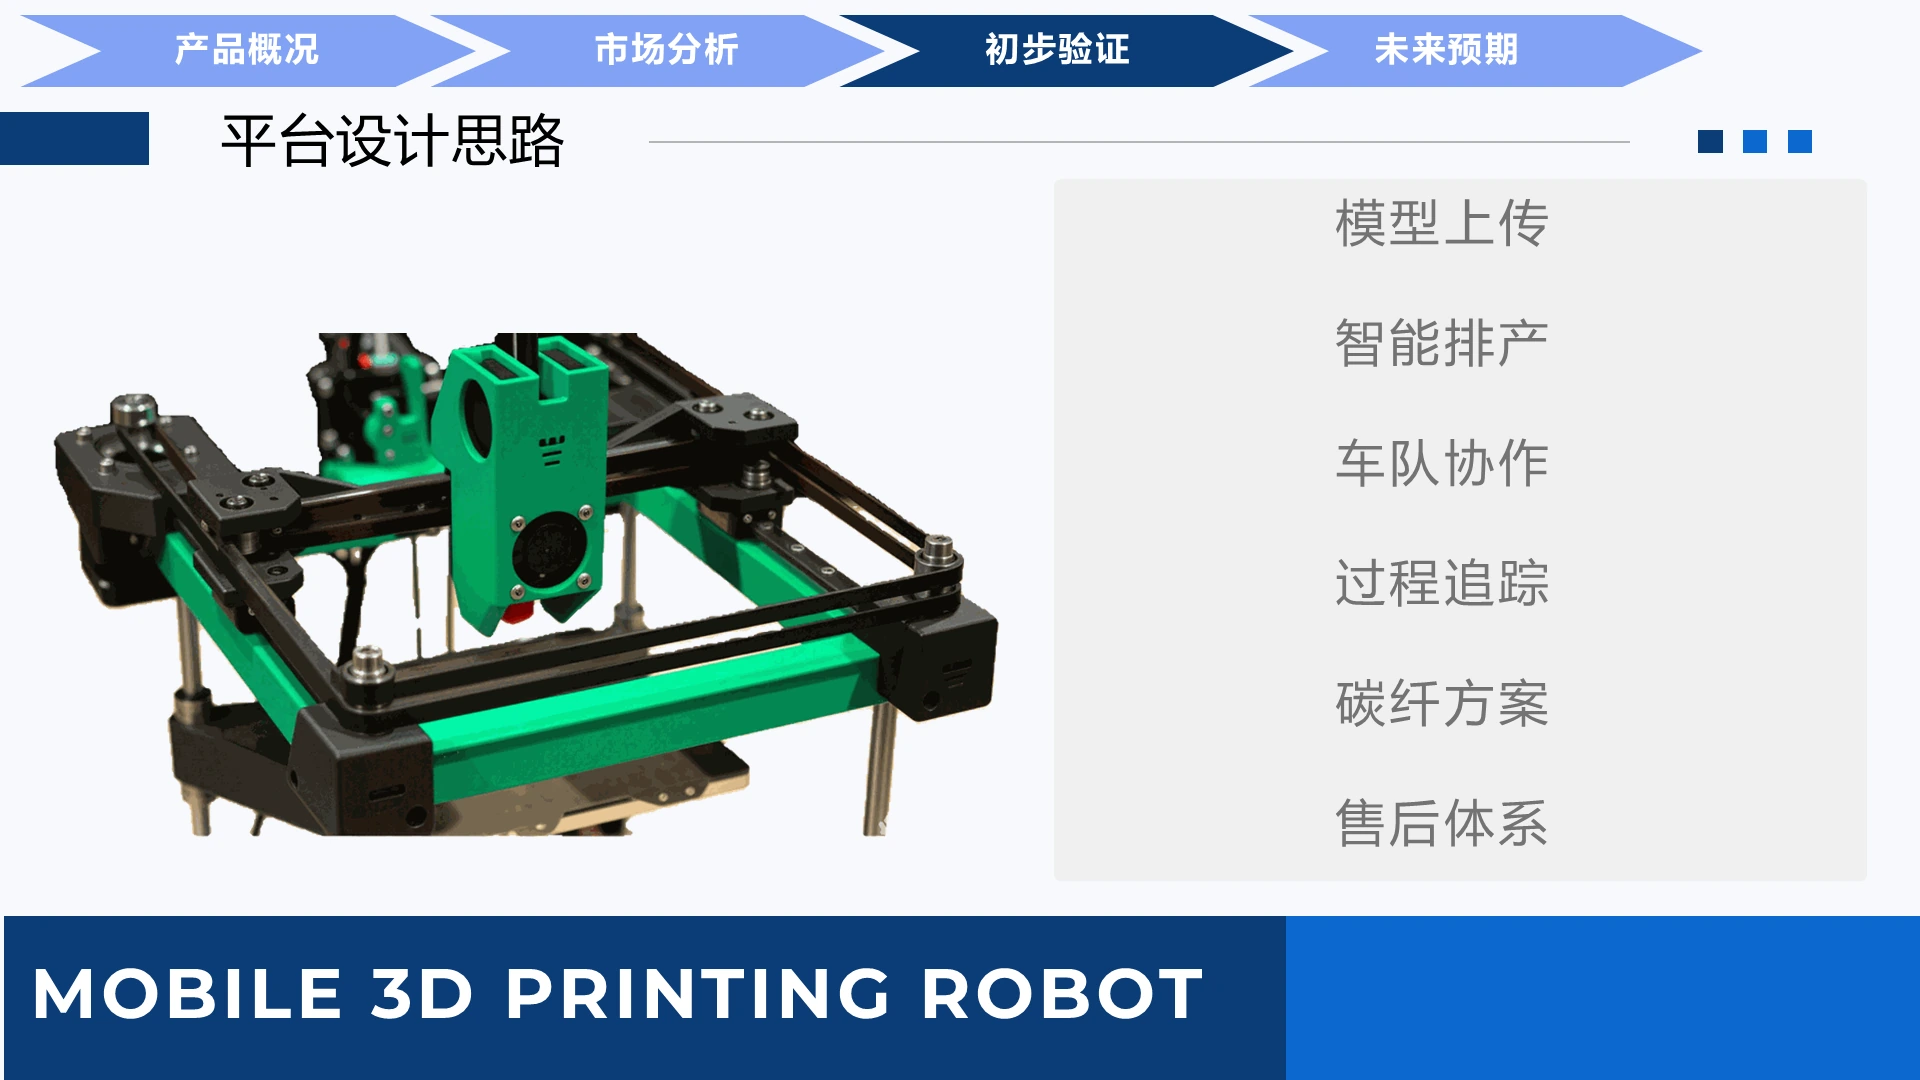 产品概况
市场分析
初步验证
未来预期
平台设计思路
模型上传
智能排产
车队协作
过程追踪
碳纤方案
售后体系
MOBILE 3D PRINTING ROBOT